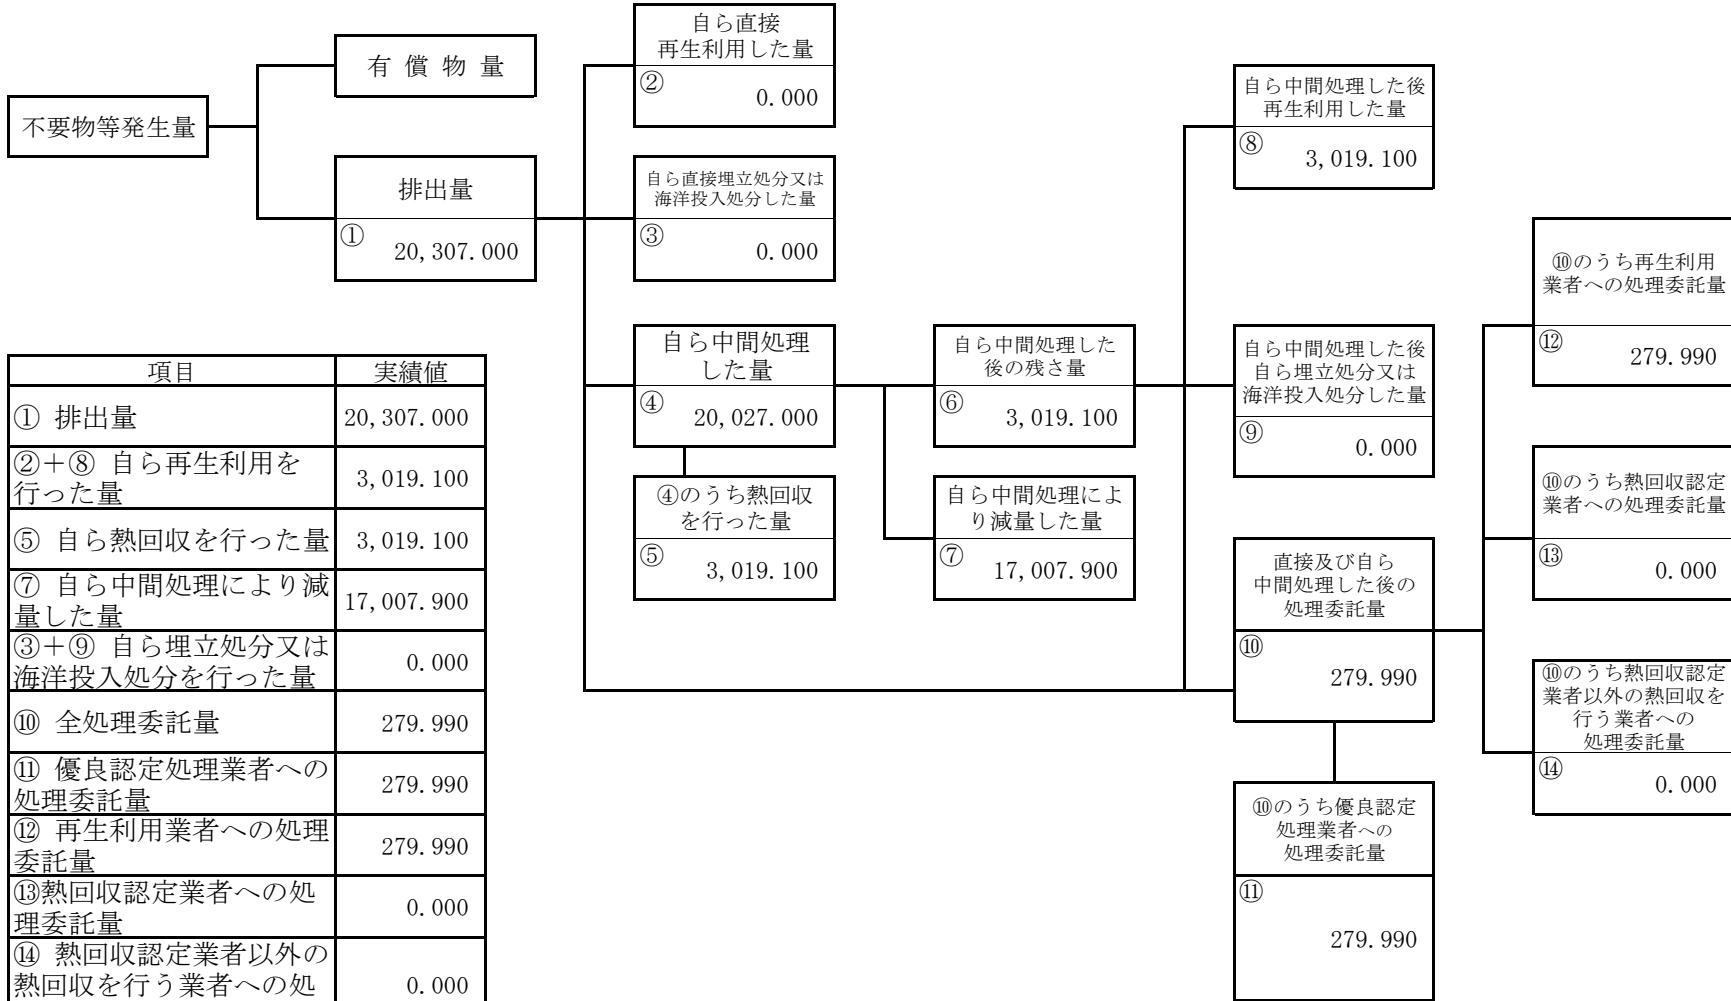 不要物等発生量
有 償 物 量
排出量
① 20,307.000
自ら直接
再生利用した量
② 0.000
自ら直接埋立処分又は
海洋投入処分した量
③ 0.000
自ら中間処理
した量
④ 20,027.000
④のうち熱回収
を行った量
⑤ 3,019.100
自ら中間処理した
後の残さ量
⑥ 3,019.100
自ら中間処理によ
り減量した量
⑦ 17,007.900
自ら中間処理した後
再生利用した量
⑧ 3,019.100
自ら中間処理した後
自ら埋立処分又は
海洋投入処分した量
⑨ 0.000
直接及び自ら
中間処理した後の
処理委託量
⑩ 279.990
⑩のうち優良認定
処理業者への
処理委託量
⑪ 279.990
⑩のうち再生利用
業者への処理委託量
⑫ 279.990
⑩のうち熱回収認定
業者への処理委託量
⑬ 0.000
⑩のうち熱回収認定
業者以外の熱回収を
行う業者への
処理委託量
⑭ 0.000
項目 実績値
① 排出量 20,307.000
②+⑧ 自ら再生利用を
行った量 3,019.100
⑤ 自ら熱回収を行った量 3,019.100
⑦ 自ら中間処理により減
量した量 17,007.900
③+⑨ 自ら埋立処分又は
海洋投入処分を行った量 0.000
⑩ 全処理委託量 279.990
⑪ 優良認定処理業者への
処理委託量 279.990
⑫ 再生利用業者への処理
委託量 279.990
⑬熱回収認定業者への処
理委託量 0.000
⑭ 熱回収認定業者以外の
熱回収を行う業者への処 0.000